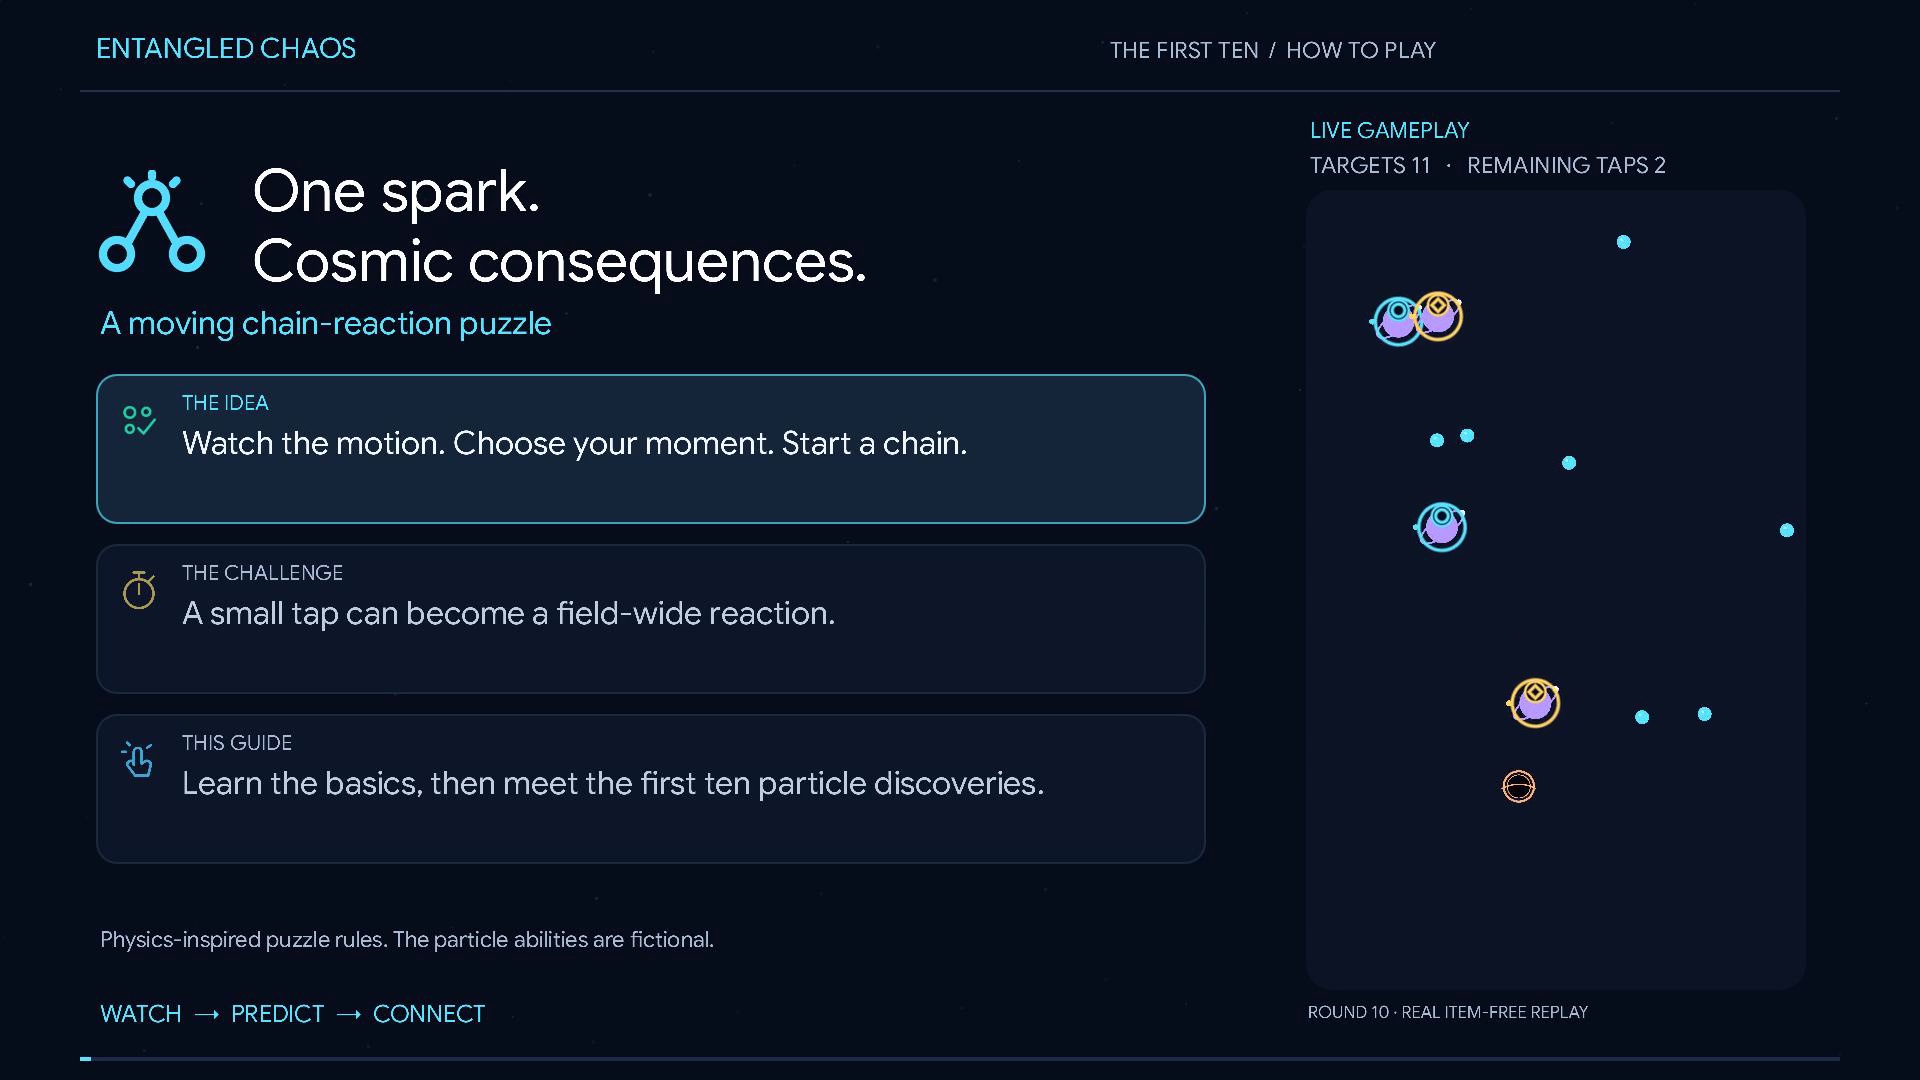 ENTANGLED CHAOS
THE FIRST TEN / HOW TO PLAY
One spark.
Cosmic consequences.
A moving chain-reaction puzzle
THE IDEA
Watch the motion. Choose your moment. Start a chain.
THE CHALLENGE
A small tap can become a field-wide reaction.
THIS GUIDE
Learn the basics, then meet the first ten particle discoveries.
Physics-inspired puzzle rules. The particle abilities are fictional.
WATCH → PREDICT → CONNECT
LIVE GAMEPLAY
TARGETS 11 · REMAINING TAPS 2
ROUND 10 · REAL ITEM-FREE REPLAY